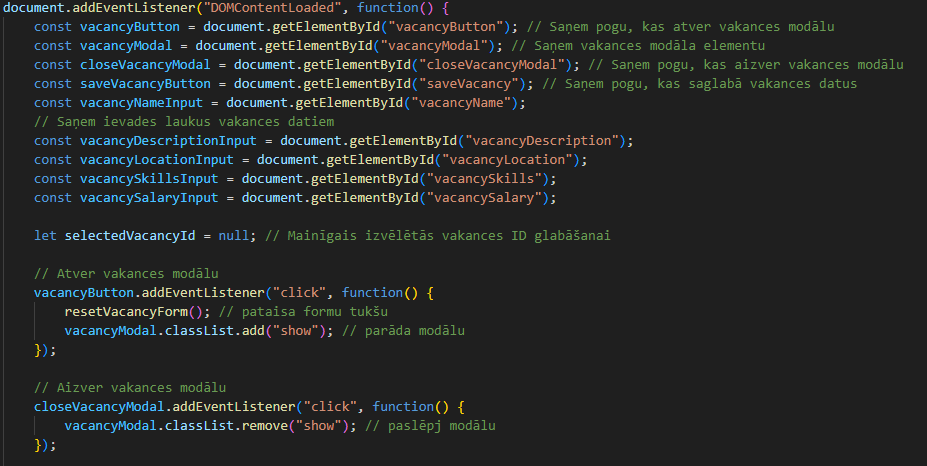 document.addEventListener("DOMContentLoaded", function() {
    const vacancyButton = document.getElementById("vacancyButton"); // Saņem pogu, kas atver vakances modālu
    const vacancyModal = document.getElementById("vacancyModal"); // Saņem vakances modāla elementu
    const closeVacancyModal = document.getElementById("closeVacancyModal"); // Saņem pogu, kas aizver vakances modālu
    const saveVacancyButton = document.getElementById("saveVacancy"); // Saņem pogu, kas saglabā vakances datus
    const vacancyNameInput = document.getElementById("vacancyName");
    // Saņem ievades laukus vakances datiem
    const vacancyDescriptionInput = document.getElementById("vacancyDescription");
    const vacancyLocationInput = document.getElementById("vacancyLocation");
    const vacancySkillsInput = document.getElementById("vacancySkills");
    const vacancySalaryInput = document.getElementById("vacancySalary");

    let selectedVacancyId = null; // Mainīgais izvēlētās vakances ID glabāšanai

    // Atver vakances modālu
    vacancyButton.addEventListener("click", function() {
        resetVacancyForm(); // pataisa formu tukšu
        vacancyModal.classList.add("show"); // parāda modālu
    });

    // Aizver vakances modālu
    closeVacancyModal.addEventListener("click", function() {
        vacancyModal.classList.remove("show"); // paslēpj modālu
    });